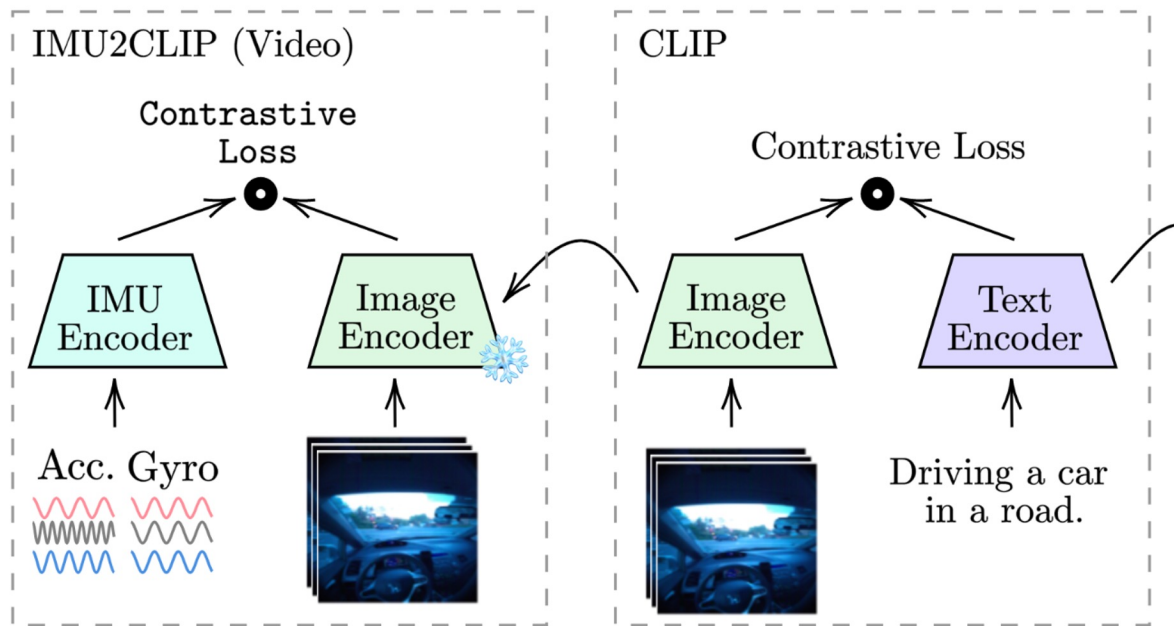 IMU2CLIP (Video)
Contrastive
Loss
IMU
Encoder
Image
Encoder
Acc. Gyro
CLIP
Contrastive Loss
Image
Encoder
Text
Encoder
Driving a car
in a road.